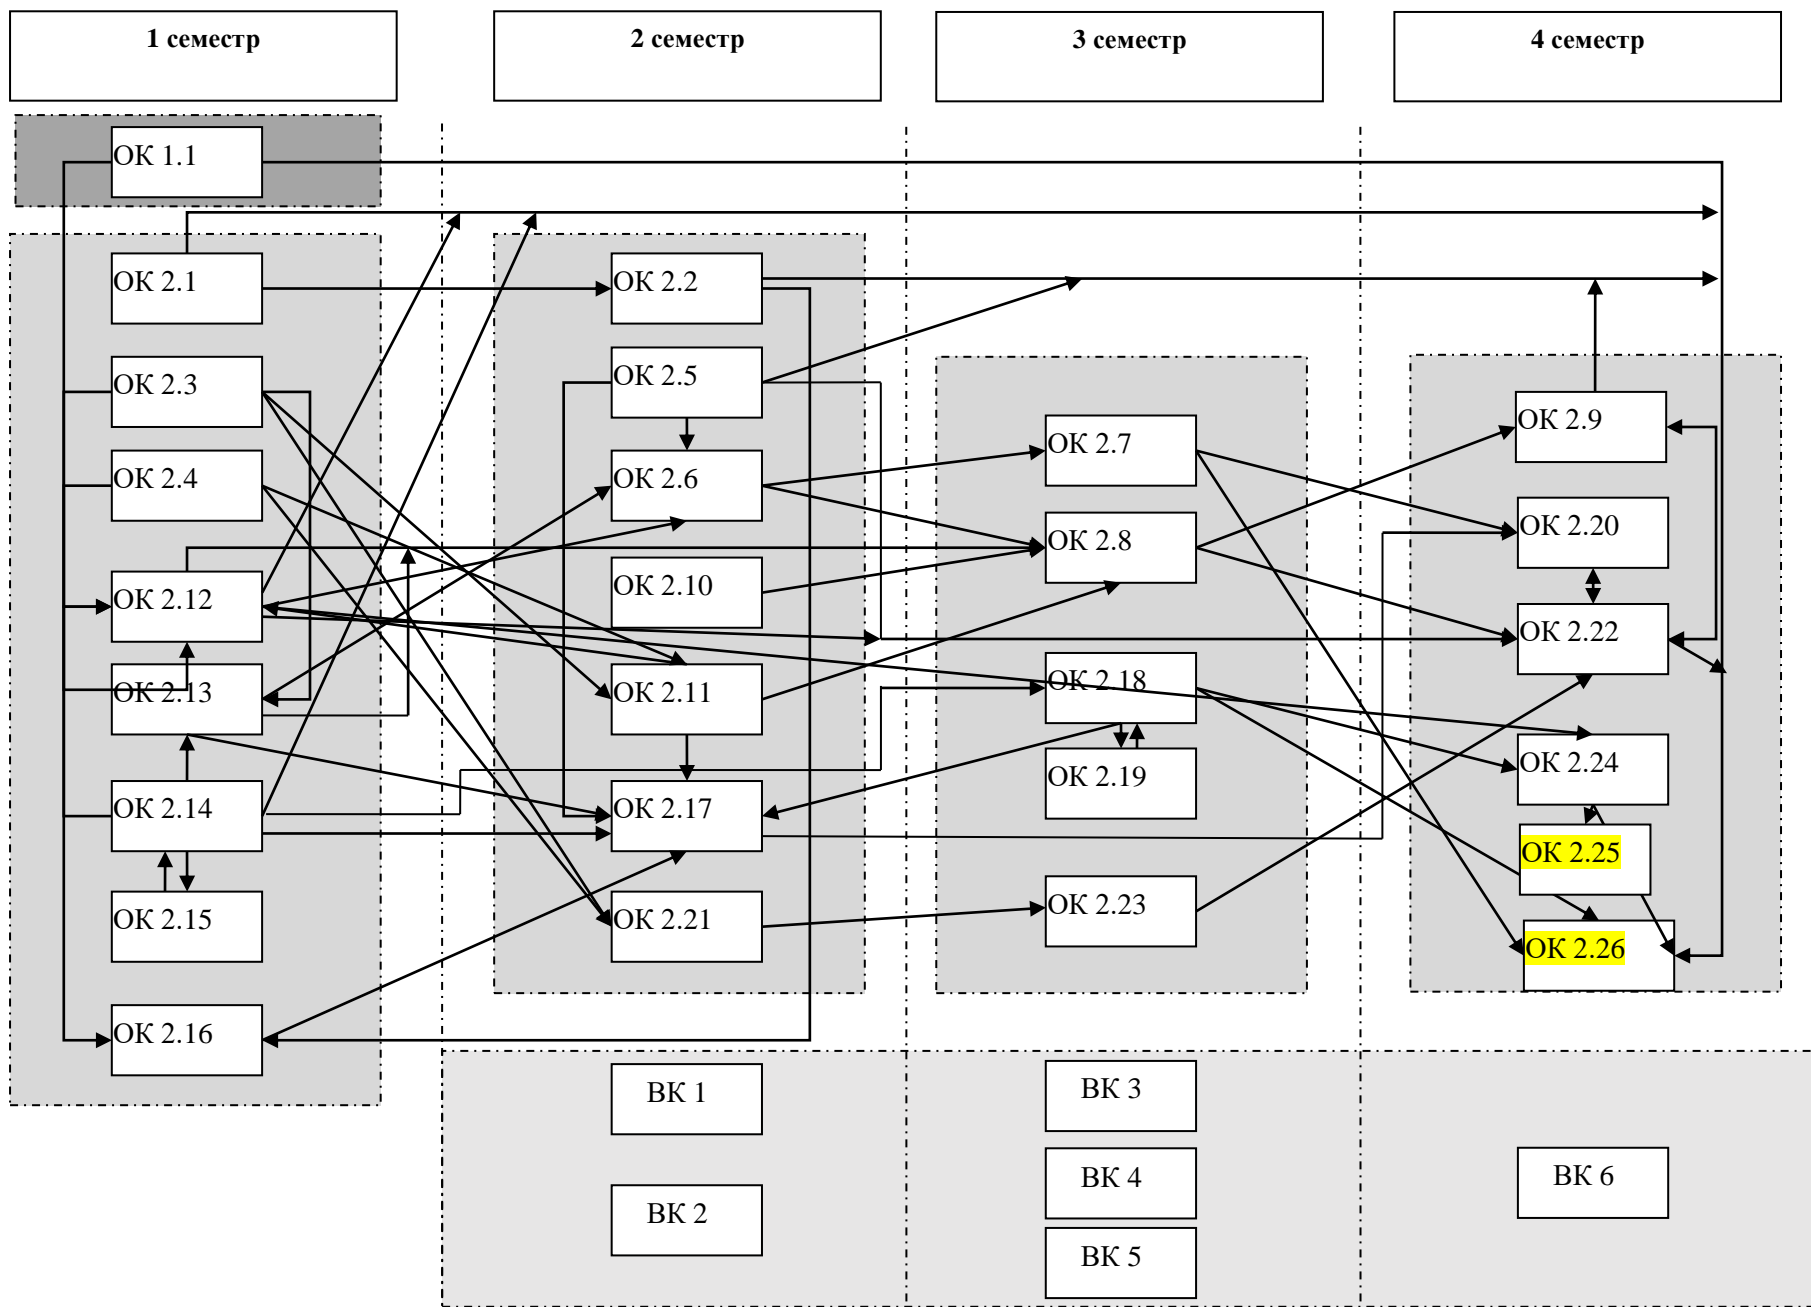 1 семестр
2 семестр
3 семестр
4 семестр
ОК 1.1
ОК 2.1
ОК 2.3
ОК 2.4
ОК 2.12
ОК 2.13
ОК 2.14
ОК 2.15
ОК 2.16
ОК 2.2
ОК 2.5
ОК 2.6
ОК 2.10
ОК 2.11
ОК 2.17
ОК 2.21
ВК 1
ВК 2
ОК 2.7
ОК 2.8
ОК 2.18
ОК 2.19
ОК 2.23
ВК 3
ВК 4
ВК 5
ОК 2.9
ОК 2.20
ОК 2.22
ОК 2.24
ОК 2.25
ОК 2.26
ВК 6